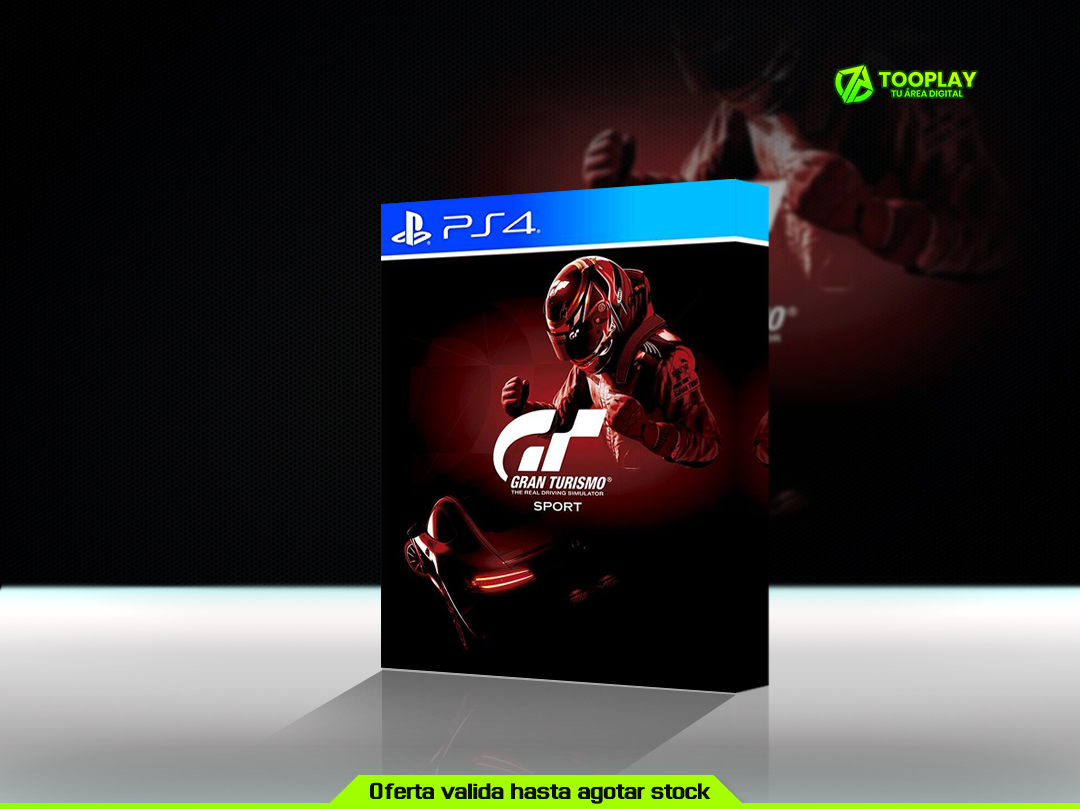 TOOPLAY
TU ÁREA DIGITAL
PS4
GRAN TURISMO®
THE REAL DRIVING SIMULATOR
SPORT
Oferta valida hasta agotar stock